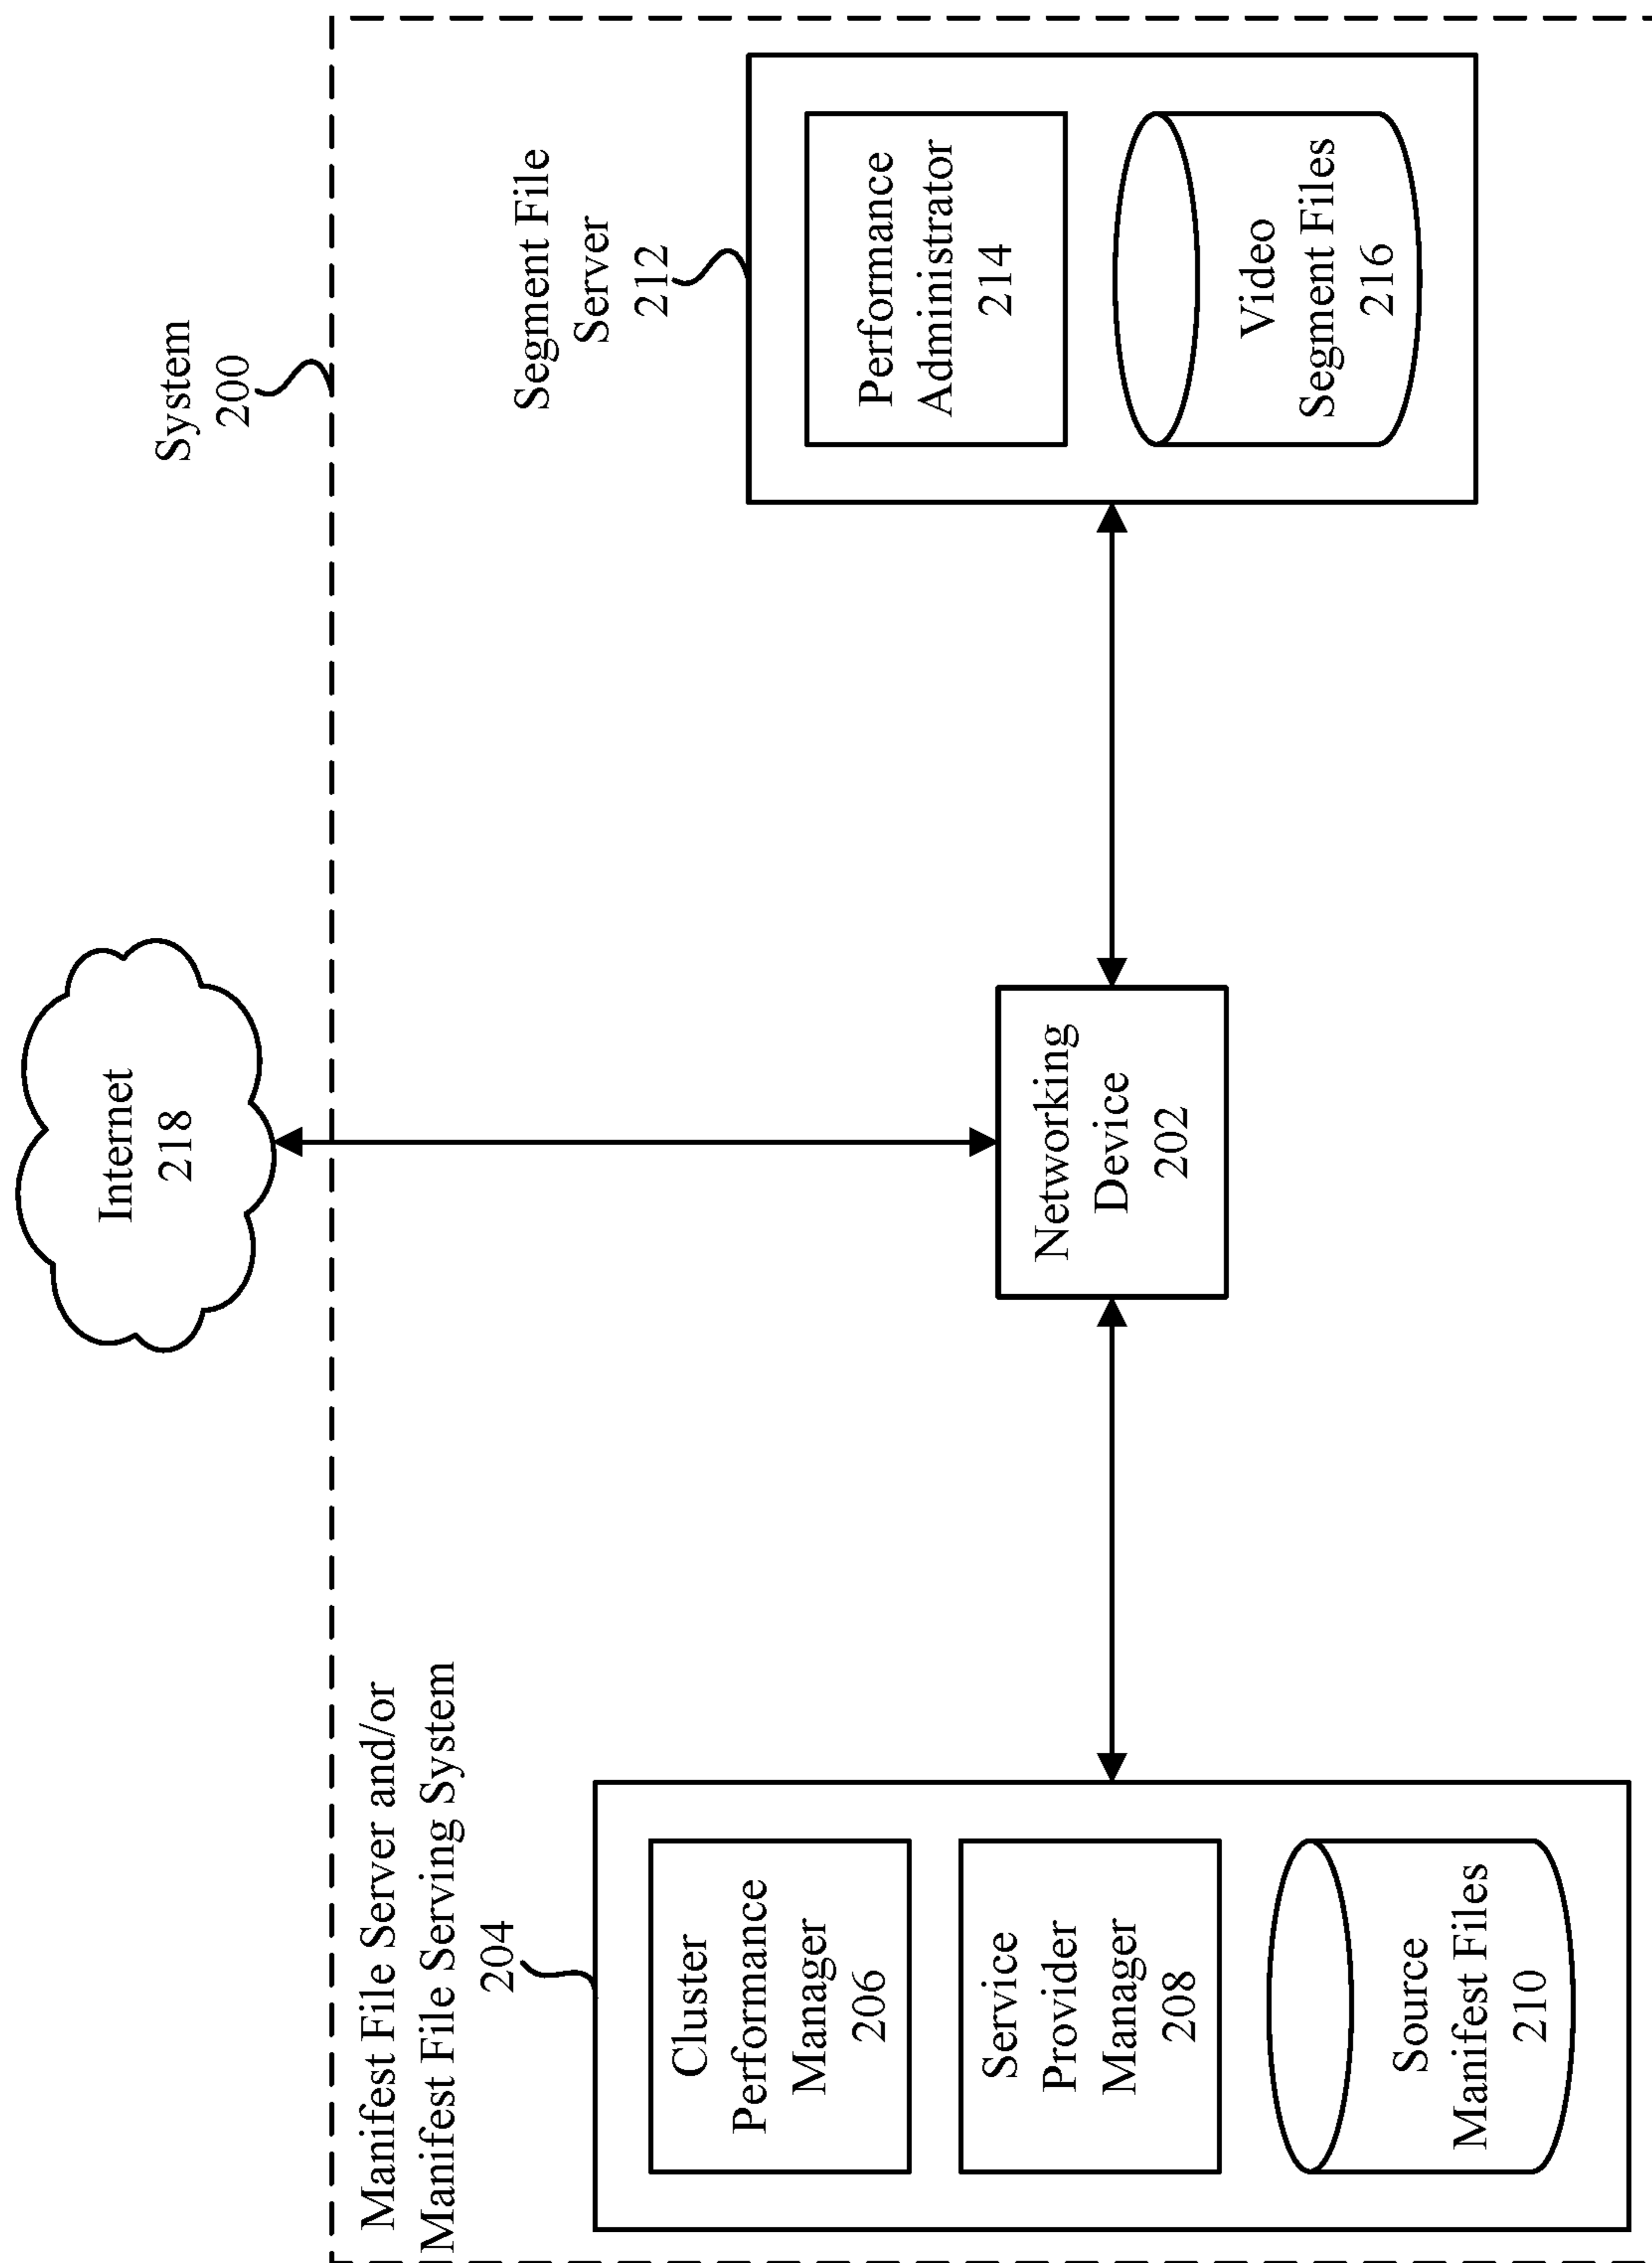 System
200
Internet
218
Manifest File Server and/or
Manifest File Serving System
204
Cluster
Performance
Manager
206
Service
Provider
Manager
208
Source
Manifest Files
210
Networking
Device
202
Segment File
Server
212
Performance
Administrator
214
Video
Segment Files
216